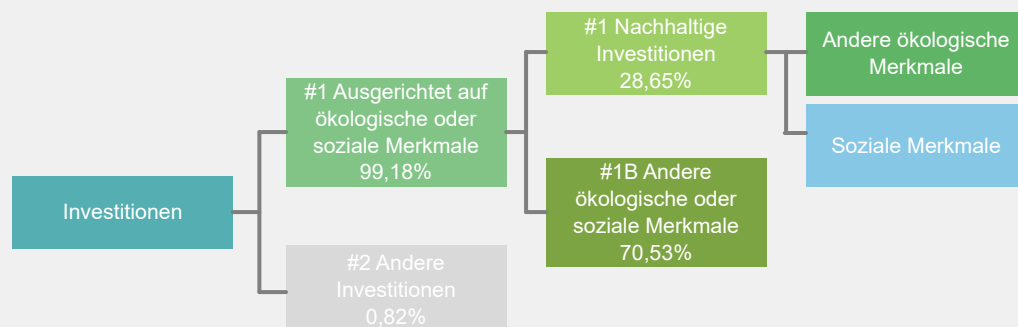 Investitionen
#1 Ausgerichtet auf
ökologische oder
soziale Merkmale
99,18%
#2 Andere
Investitionen
0,82%
#1 Nachhaltige
Investitionen
28,65%
#1B Andere
ökologische oder
soziale Merkmale
70,53%
Andere ökologische
Merkmale
Soziale Merkmale